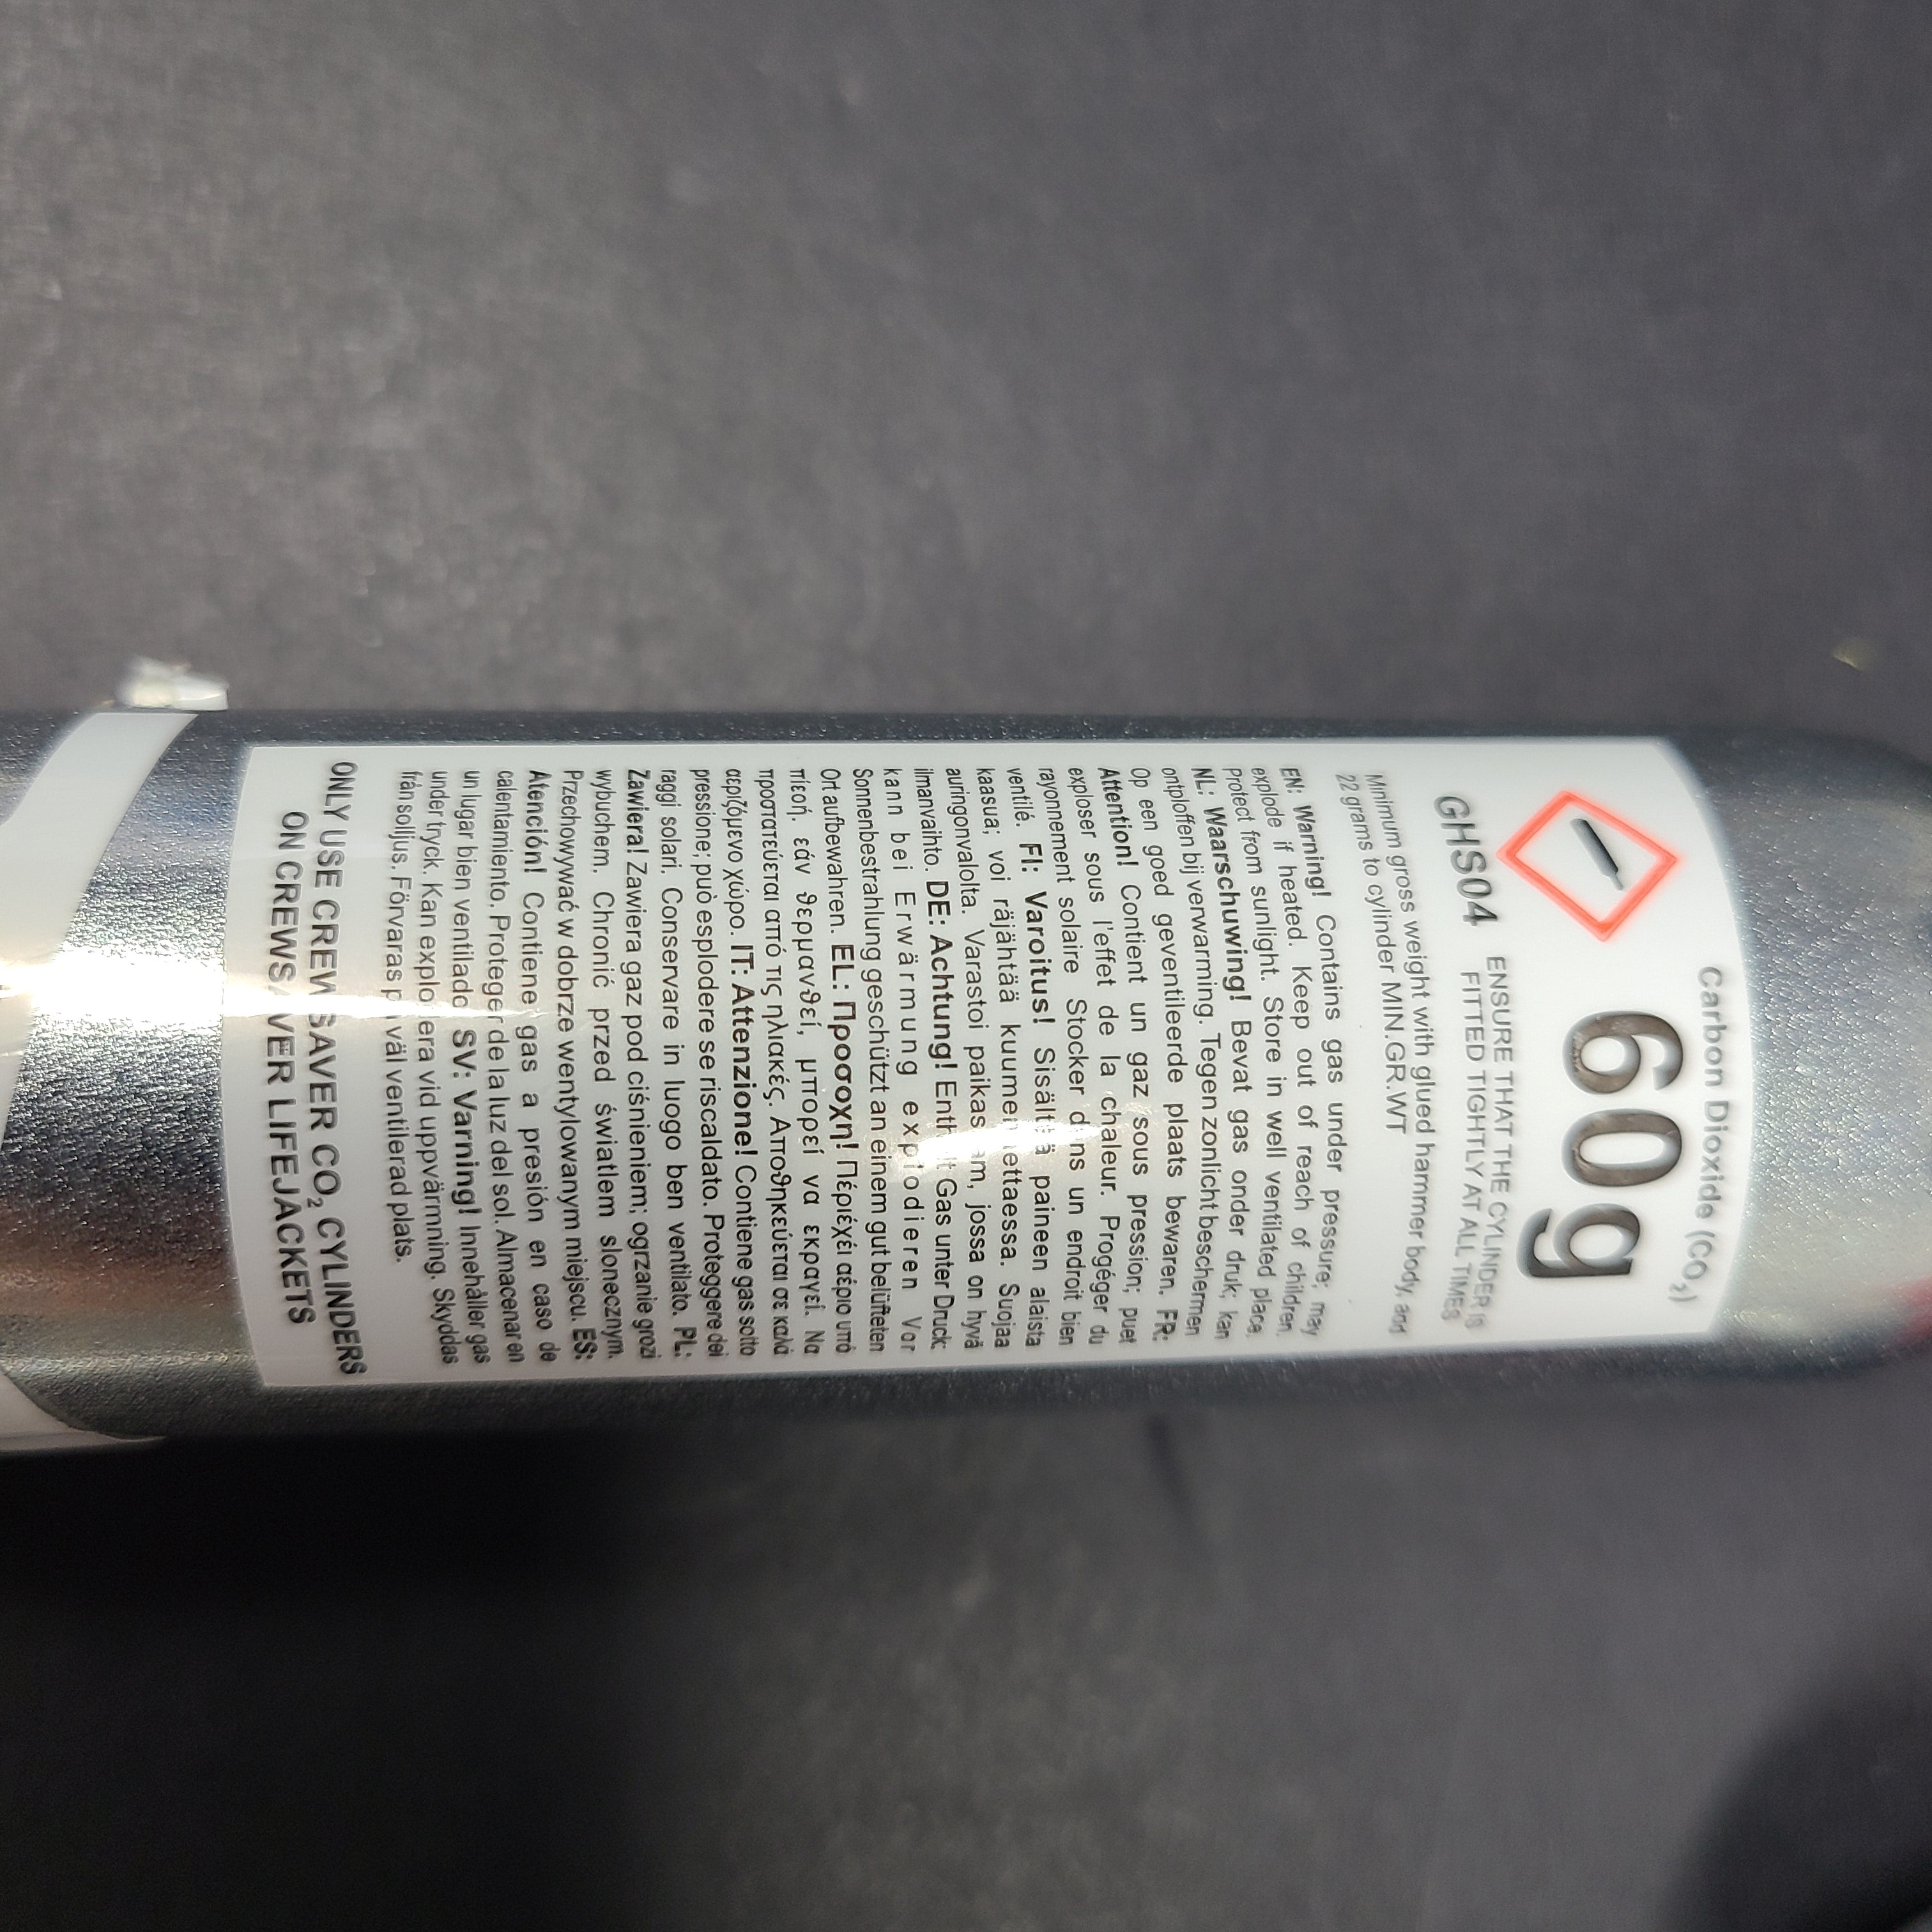 Carbon Dioxide (CO₂)
60g
GHS04
ENSURE THAT THE CYLINDER IS
FITTED TIGHTLY AT ALL TIMES
Minimum gross weight with glued hammer body, and
22 grams to cylinder MIN.GR.WT
EN: Warning! Contains gas under pressure; may
explode if heated. Keep out of reach of children.
Protect from sunlight. Store in well ventilated place.
NL: Waarschuwing! Bevat gas onder druk; kan
ontploffen bij verwarming. Tegen zonlicht beschermen
Op een goed geventileerde plaats bewaren. FR:
Attention! Contient un gaz sous pression; puet
exploser sous l'effet de la chaleur. Progéger du
rayonnement solaire Stocker dans un endroit bien
ventilé. FI: Varoitus! Sisältää paineen alaista
kaasua; voi räjähtää kuumennettaessa. Suojaa
auringonvalolta. Varastoi paikassam, jossa on hyvä
ilmanvaihto. DE: Achtung! Enthält Gas unter Druck:
kann bei Erwärmung explodieren Vor
Sonnenbestrahlung geschützt an einem gut belüfteten
Ort aufbewahren. EL: Προσοχη! Πέριέχέι αέριο υπό
πίεοή. εάν θερμανθεί, μπορεί να εκραγεί. Να
προστατεύεται από τις ηλιακές. Αποθηκεύεται σε καλά
αεριζόμενο χώρο. IT: Attenzione! Contiene gas sotto
pressione; può esplodere se riscaldato. Proteggere dei
raggi solari. Conservare in luogo ben ventilato. PL:
Zawiera! Zawiera gaz pod ciśnieniem; ogrzanie grozi
wybuchem. Chronić przed światlem slonecznym.
Przechowywać w dobrze wentylowanym miejscu. ES:
Atención! Contiene gas a presión en caso de
calentamiento. Proteger de la luz del sol. Almacenar en
un lugar bien ventilado SV: Varning! Innehåller gas
under tryck. Kan explodera vid uppvärmning. Skyddas
från solljus. Förvaras på väl ventilerad plats.
ONLY USE CREWSAVER CO₂ CYLINDERS
ON CREWSAVER LIFEJACKETS